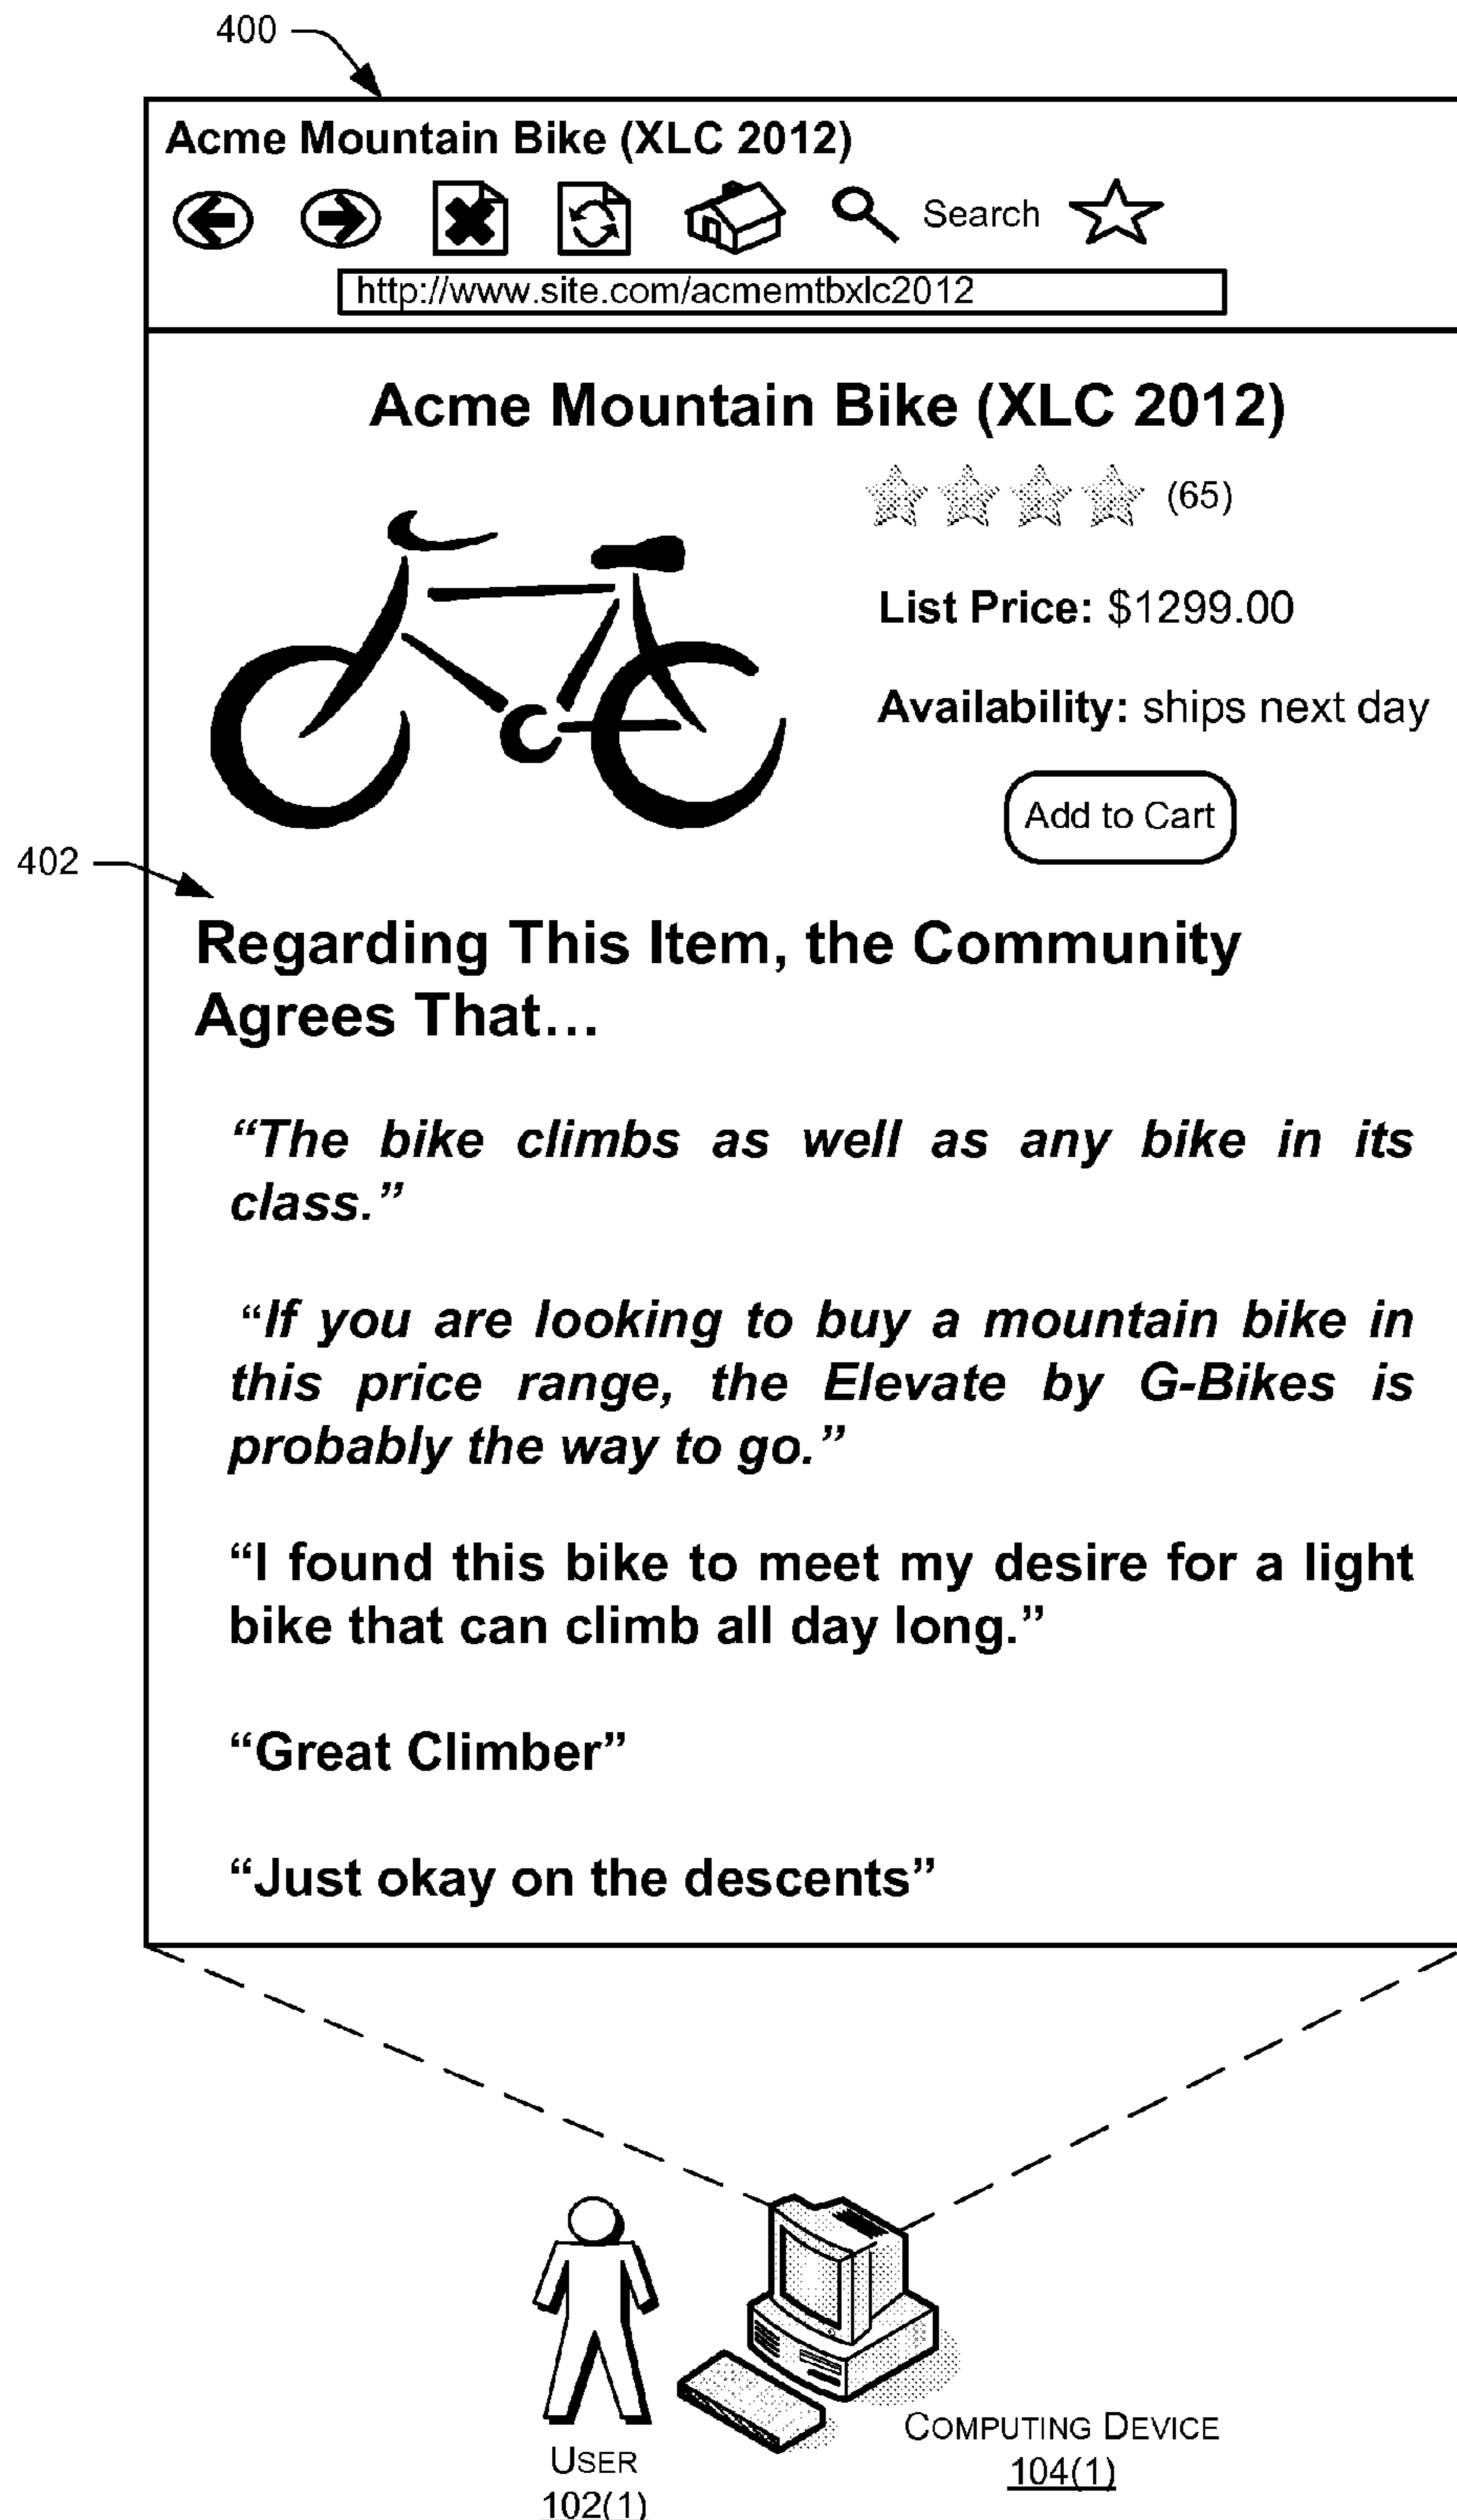 400
Acme Mountain Bike (XLC 2012)
Search
http://www.site.com/acmemtbxlc2012
Acme Mountain Bike (XLC 2012)
(65)
List Price: $1299.00
Availability: ships next day
Add to Cart
402
Regarding This Item, the Community
Agrees That...
“The bike climbs as well as any bike in its
class.”
“If you are looking to buy a mountain bike in
this price range, the Elevate by G-Bikes is
probably the way to go.”
“I found this bike to meet my desire for a light
bike that can climb all day long.”
“Great Climber”
“Just okay on the descents”
USER
102(1)
COMPUTING DEVICE
104(1)